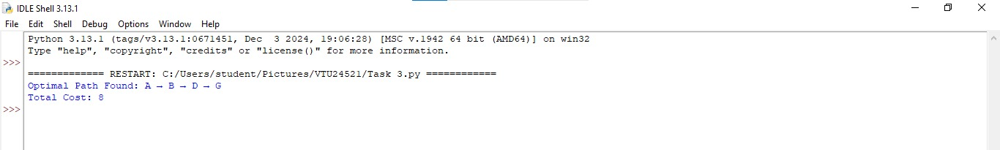 IDLE Shell 3.13.1
File Edit Shell Debug Options Window Help
Python 3.13.1 (tags/v3.13.1:0671451, Dec  3 2024, 19:06:28) [MSC v.1942 64 bit (AMD64)] on win32
Type "help", "copyright", "credits" or "license()" for more information.
>>>
============= RESTART: C:/Users/student/Pictures/VTU24521/Task 3.py ============
Optimal Path Found: A → B → D → G
Total Cost: 8
>>>